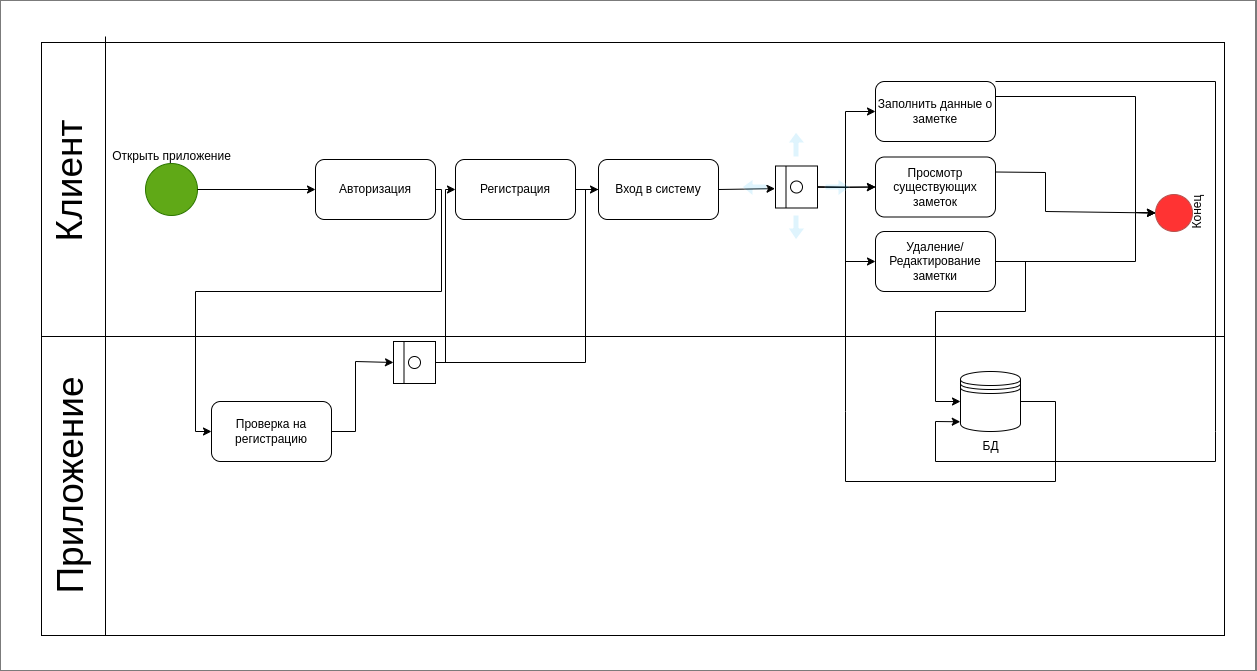 Клиент
Открыть приложение
Авторизация
Регистрация
Вход в систему
Заполнить данные о
заметке
Просмотр
существующих
заметок
Удаление/
Редактирование
заметки
Конец
Приложение
Проверка на
регистрацию
БД